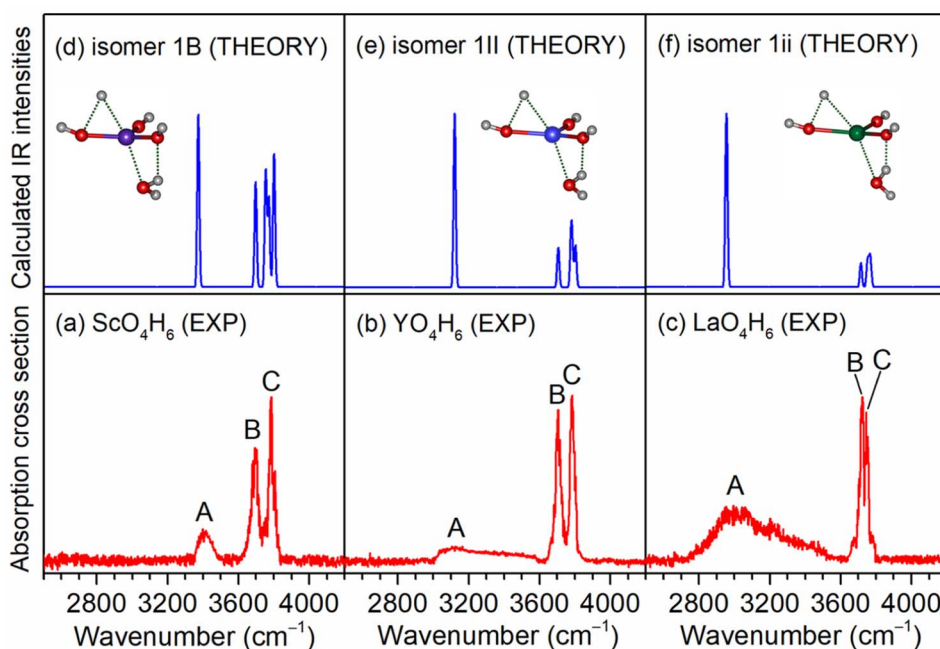 (d) isomer 1B (THEORY)
(e) isomer 1II (THEORY)
(f) isomer 1ii (THEORY)
Calculated IR intensities
(a) ScO₄H₆ (EXP)
(b) YO₄H₆ (EXP)
(c) LaO₄H₆ (EXP)
Absorption cross section
A
B
C
A
B
C
A
B
C
2800 3200 3600 4000
2800 3200 3600 4000
2800 3200 3600 4000
Wavenumber (cm⁻¹)
Wavenumber (cm⁻¹)
Wavenumber (cm⁻¹)